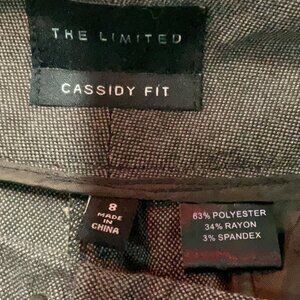 THE LIMITED
CASSIDY FIT
8
MADE
IN
CHINA
63% POLYESTER
34% RAYON
3% SPANDEX